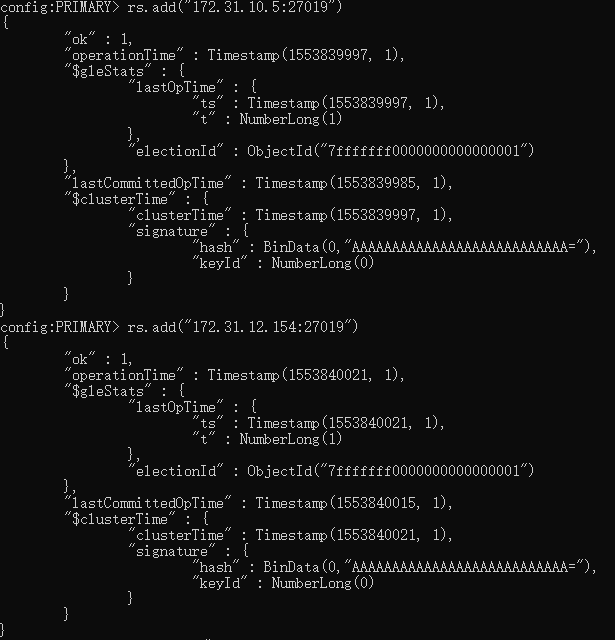 config:PRIMARY> rs.add("172.31.10.5:27019")
{
        "ok" : 1,
        "operationTime" : Timestamp(1553839997, 1),
        "$gleStats" : {
                "lastOpTime" : {
                        "ts" : Timestamp(1553839997, 1),
                        "t" : NumberLong(1)
                },
                "electionId" : ObjectId("7fffffff0000000000000001")
        },
        "lastCommittedOpTime" : Timestamp(1553839985, 1),
        "$clusterTime" : {
                "clusterTime" : Timestamp(1553839997, 1),
                "signature" : {
                        "hash" : BinData(0,"AAAAAAAAAAAAAAAAAAAAAAAAAAA="),
                        "keyId" : NumberLong(0)
                }
        }
}
config:PRIMARY> rs.add("172.31.12.154:27019")
{
        "ok" : 1,
        "operationTime" : Timestamp(1553840021, 1),
        "$gleStats" : {
                "lastOpTime" : {
                        "ts" : Timestamp(1553840021, 1),
                        "t" : NumberLong(1)
                },
                "electionId" : ObjectId("7fffffff0000000000000001")
        },
        "lastCommittedOpTime" : Timestamp(1553840015, 1),
        "$clusterTime" : {
                "clusterTime" : Timestamp(1553840021, 1),
                "signature" : {
                        "hash" : BinData(0,"AAAAAAAAAAAAAAAAAAAAAAAAAAA="),
                        "keyId" : NumberLong(0)
                }
        }
}